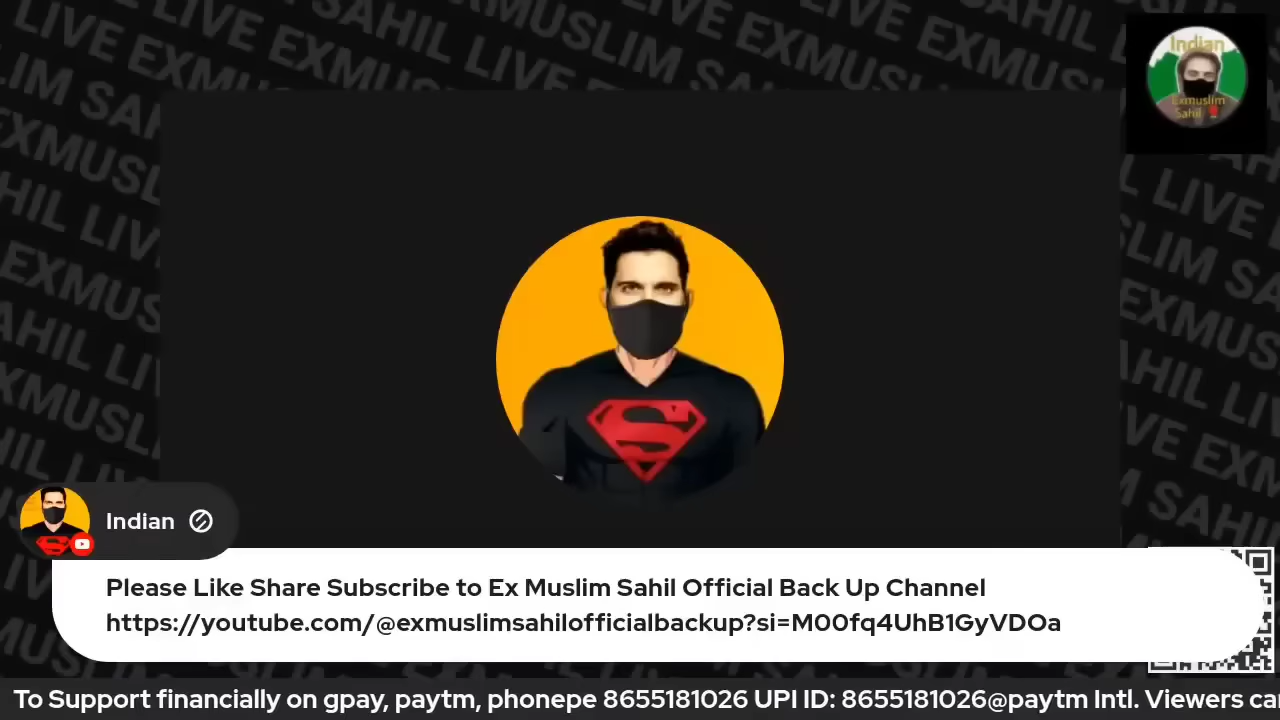 Indian
Exmuslim
Sahil
Indian
Please Like Share Subscribe to Ex Muslim Sahil Official Back Up Channel
https://youtube.com/@exmuslimsahilofficialbackup?si=M00fq4UhB1GyVDOa
To Support financially on gpay, paytm, phonepe 8655181026 UPI ID: 8655181026@paytm Intl. Viewers ca